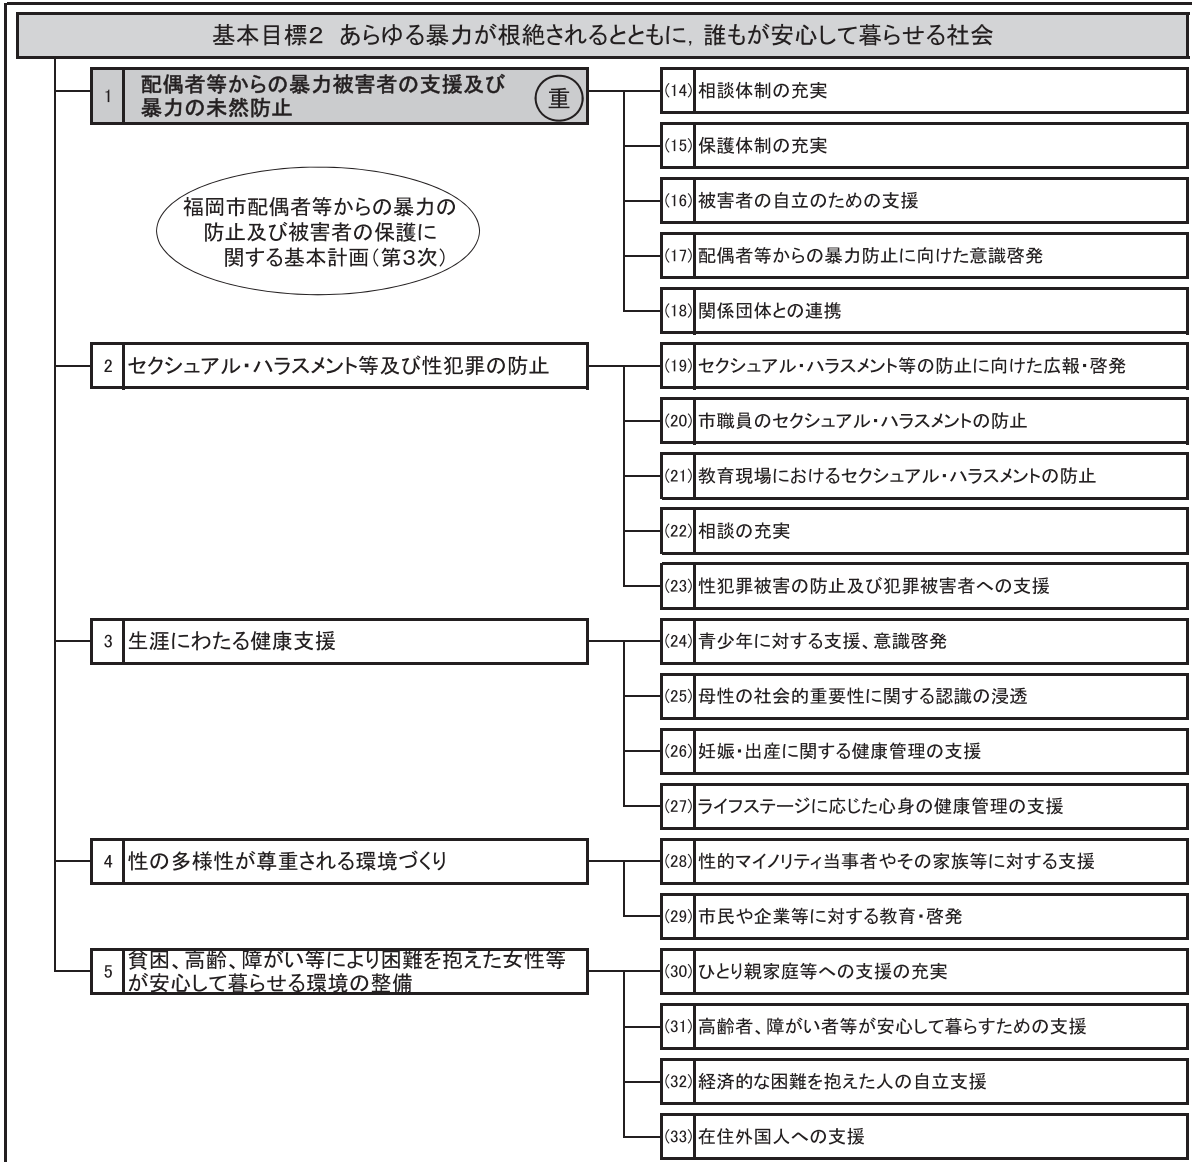 基本目標2 あらゆる暴力が根絶されるとともに,誰もが安心して暮らせる社会
1 配偶者等からの暴力被害者の支援及び
暴力の未然防止
重
福岡市配偶者等からの暴力の
防止及び被害者の保護に
関する基本計画(第3次)
(14) 相談体制の充実
(15) 保護体制の充実
(16) 被害者の自立のための支援
(17) 配偶者等からの暴力防止に向けた意識啓発
(18) 関係団体との連携
2 セクシュアル・ハラスメント等及び性犯罪の防止
(19) セクシュアル・ハラスメント等の防止に向けた広報・啓発
(20) 市職員のセクシュアル・ハラスメントの防止
(21) 教育現場におけるセクシュアル・ハラスメントの防止
(22) 相談の充実
(23) 性犯罪被害の防止及び犯罪被害者への支援
3 生涯にわたる健康支援
(24) 青少年に対する支援、意識啓発
(25) 母性の社会的重要性に関する認識の浸透
(26) 妊娠・出産に関する健康管理の支援
(27) ライフステージに応じた心身の健康管理の支援
4 性の多様性が尊重される環境づくり
(28) 性的マイノリティ当事者やその家族等に対する支援
(29) 市民や企業等に対する教育・啓発
5 貧困、高齢、障がい等により困難を抱えた女性等
が安心して暮らせる環境の整備
(30) ひとり親家庭等への支援の充実
(31) 高齢者、障がい者等が安心して暮らすための支援
(32) 経済的な困難を抱えた人の自立支援
(33) 在住外国人への支援